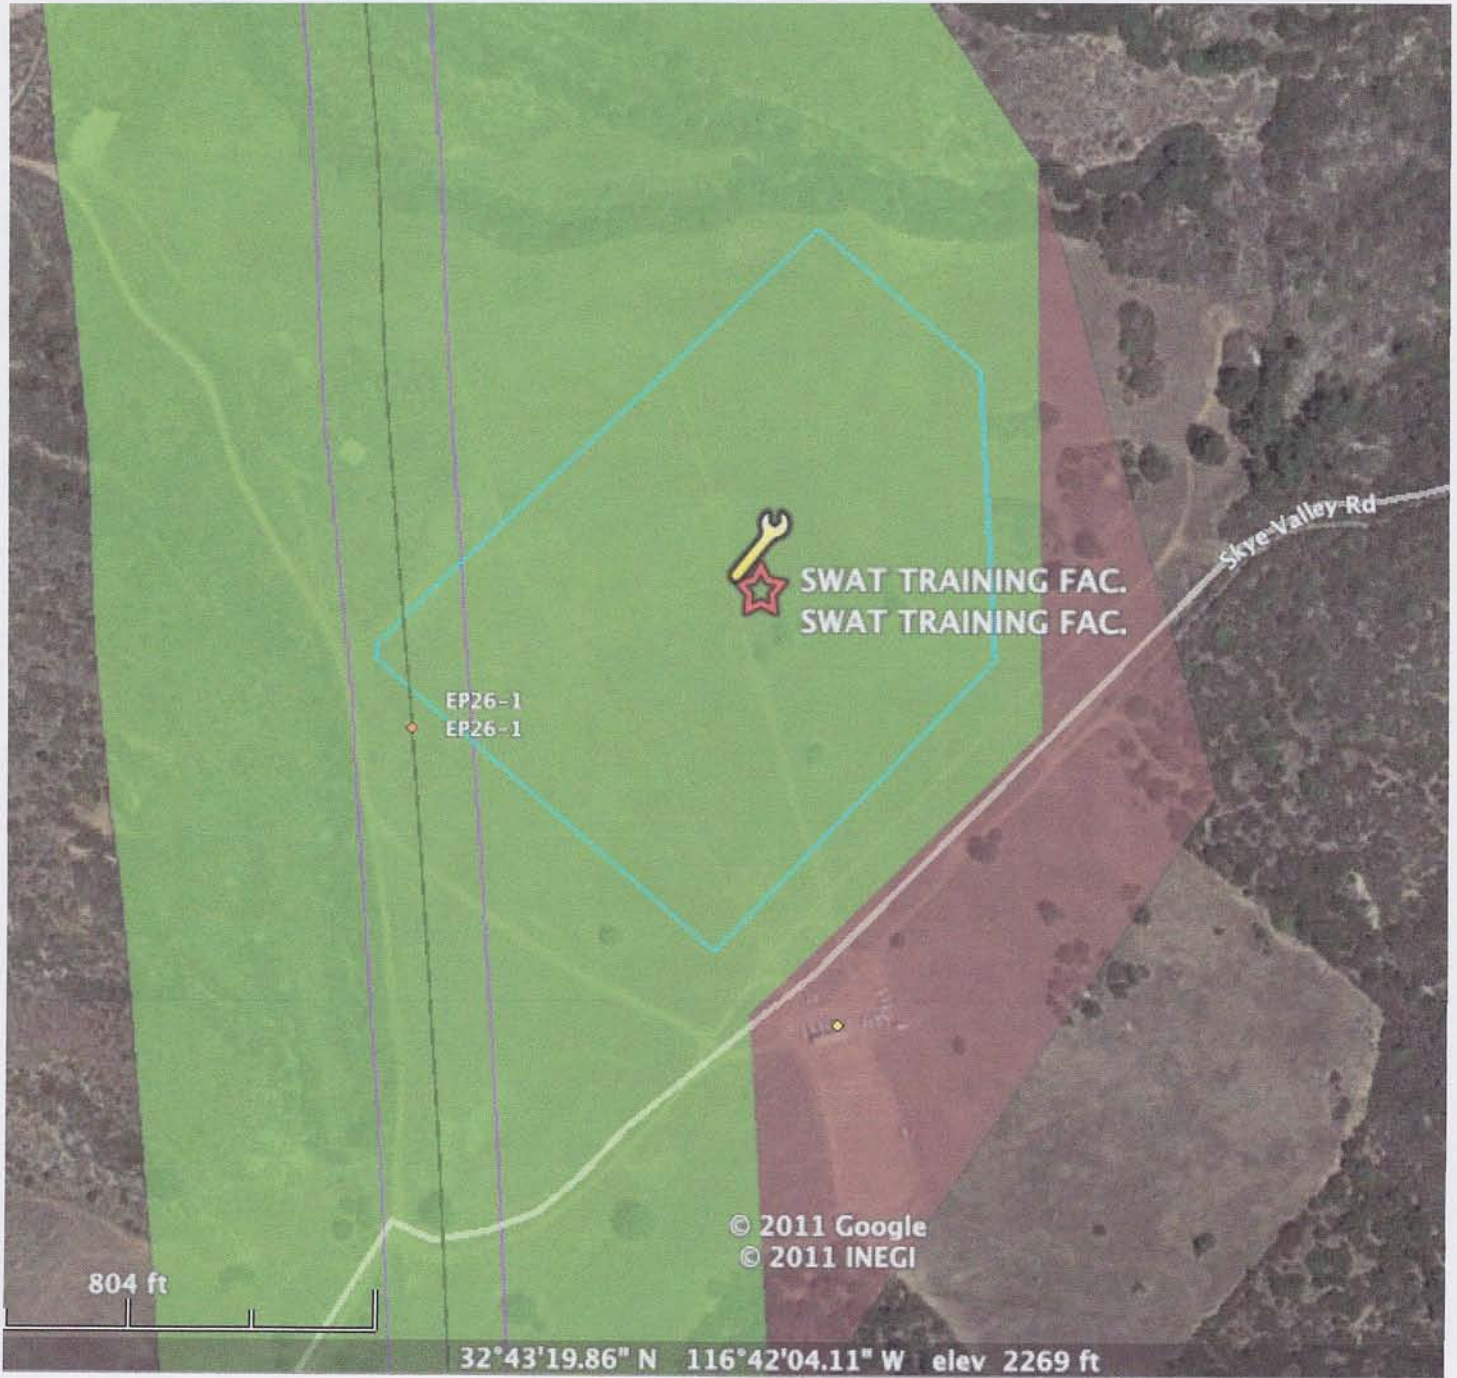 Skye Valley Rd
SWAT TRAINING FAC.
SWAT TRAINING FAC.
EP26-1
EP26-1
© 2011 Google
© 2011 INEGI
804 ft
32°43'19.86" N 116°42'04.11" W elev 2269 ft